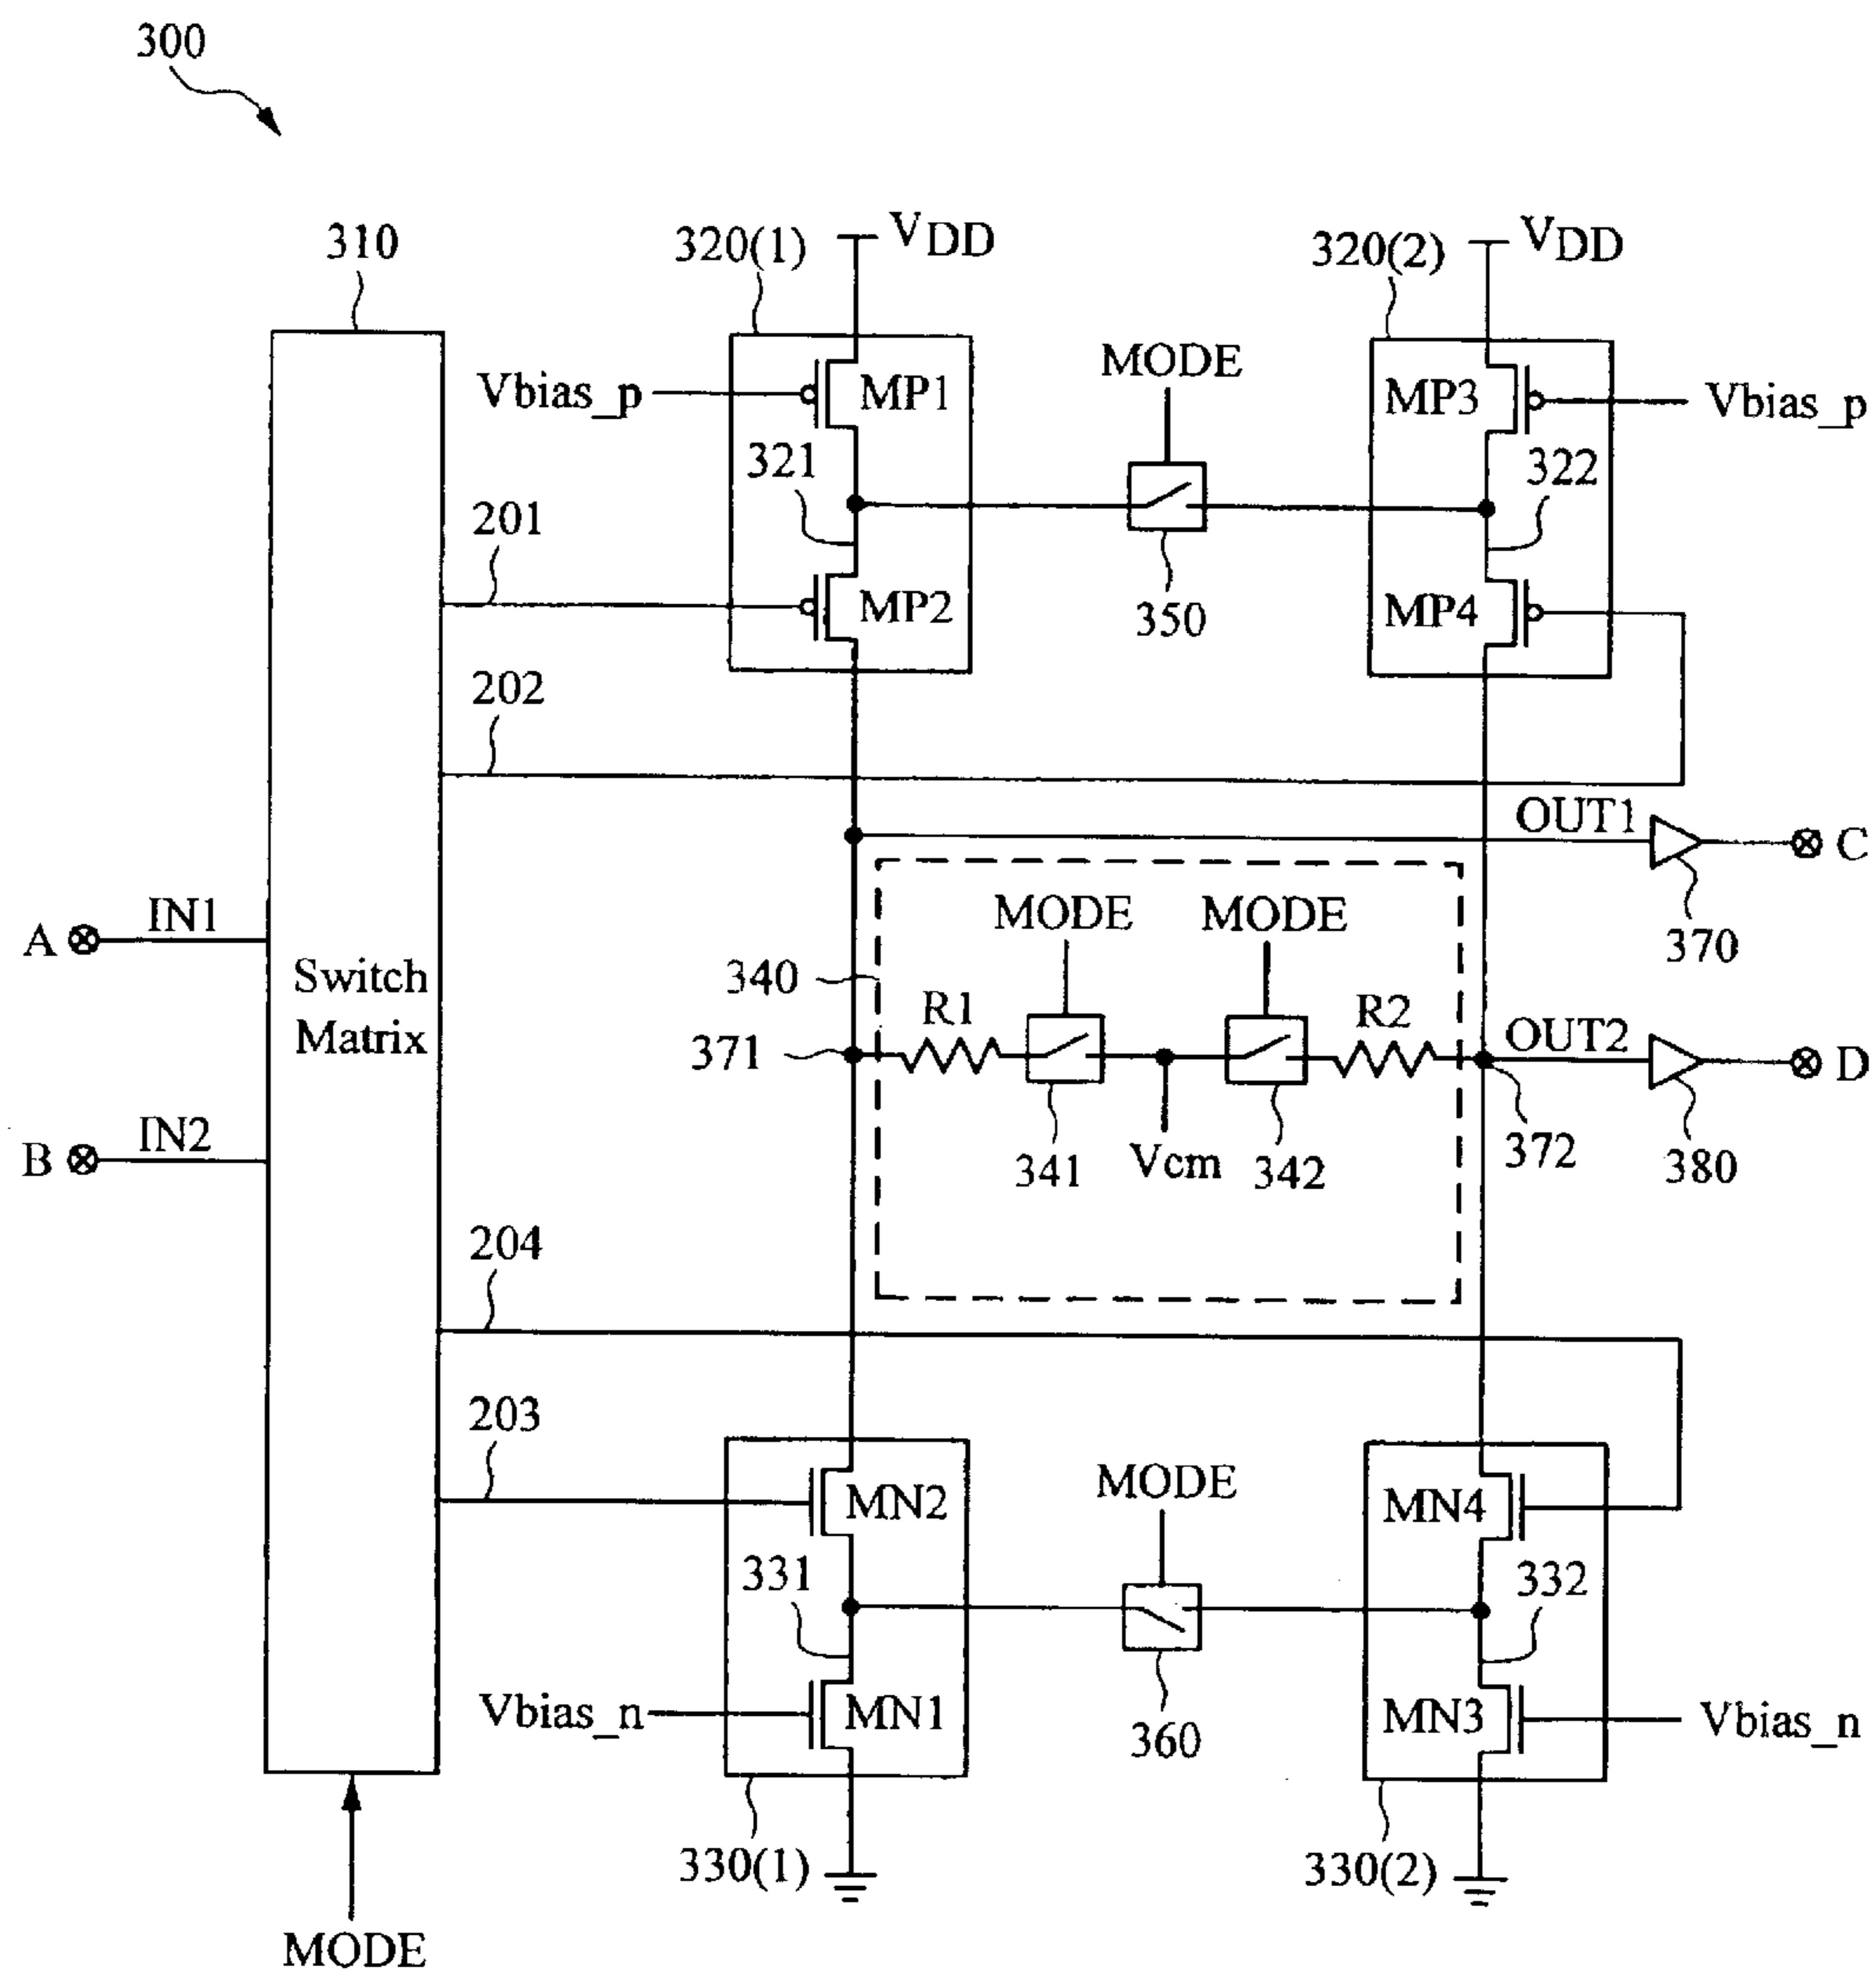 300
310
320(1)
VDD
320(2)
VDD
Vbias_p
MP1
MODE
MP3
Vbias_p
321
322
201
MP2
350
MP4
202
OUT1
C
370
A
IN1
Switch
Matrix
340
MODE
MODE
R1
R2
371
OUT2
D
341
Vcm
342
372
380
B
IN2
204
203
MN2
MODE
MN4
331
332
Vbias_n
MN1
360
MN3
Vbias_n
330(1)
330(2)
MODE